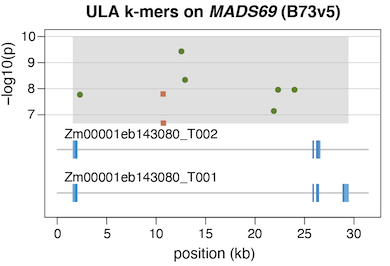 ULA k-mers on MADS69 (B73v5)
10
9
8
7
−log10(p)
Zm00001eb143080_T002
Zm00001eb143080_T001
0 5 10 15 20 25 30
position (kb)